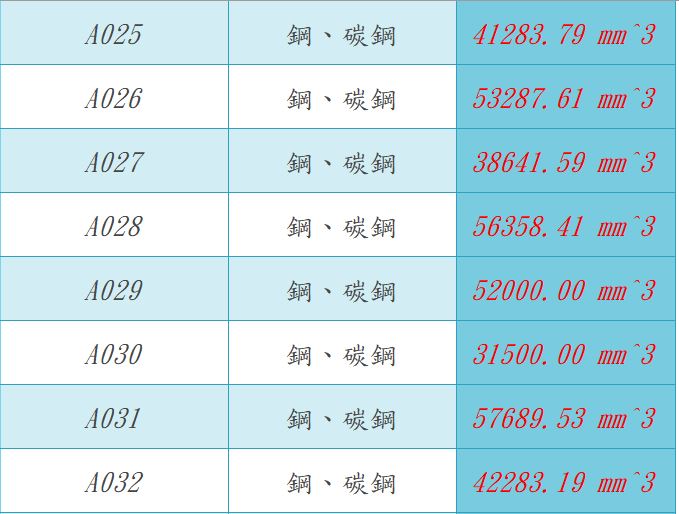 A025 鋼、碳鋼 41283.79 mm^3
A026 鋼、碳鋼 53287.61 mm^3
A027 鋼、碳鋼 38641.59 mm^3
A028 鋼、碳鋼 56358.41 mm^3
A029 鋼、碳鋼 52000.00 mm^3
A030 鋼、碳鋼 31500.00 mm^3
A031 鋼、碳鋼 57689.53 mm^3
A032 鋼、碳鋼 42283.19 mm^3